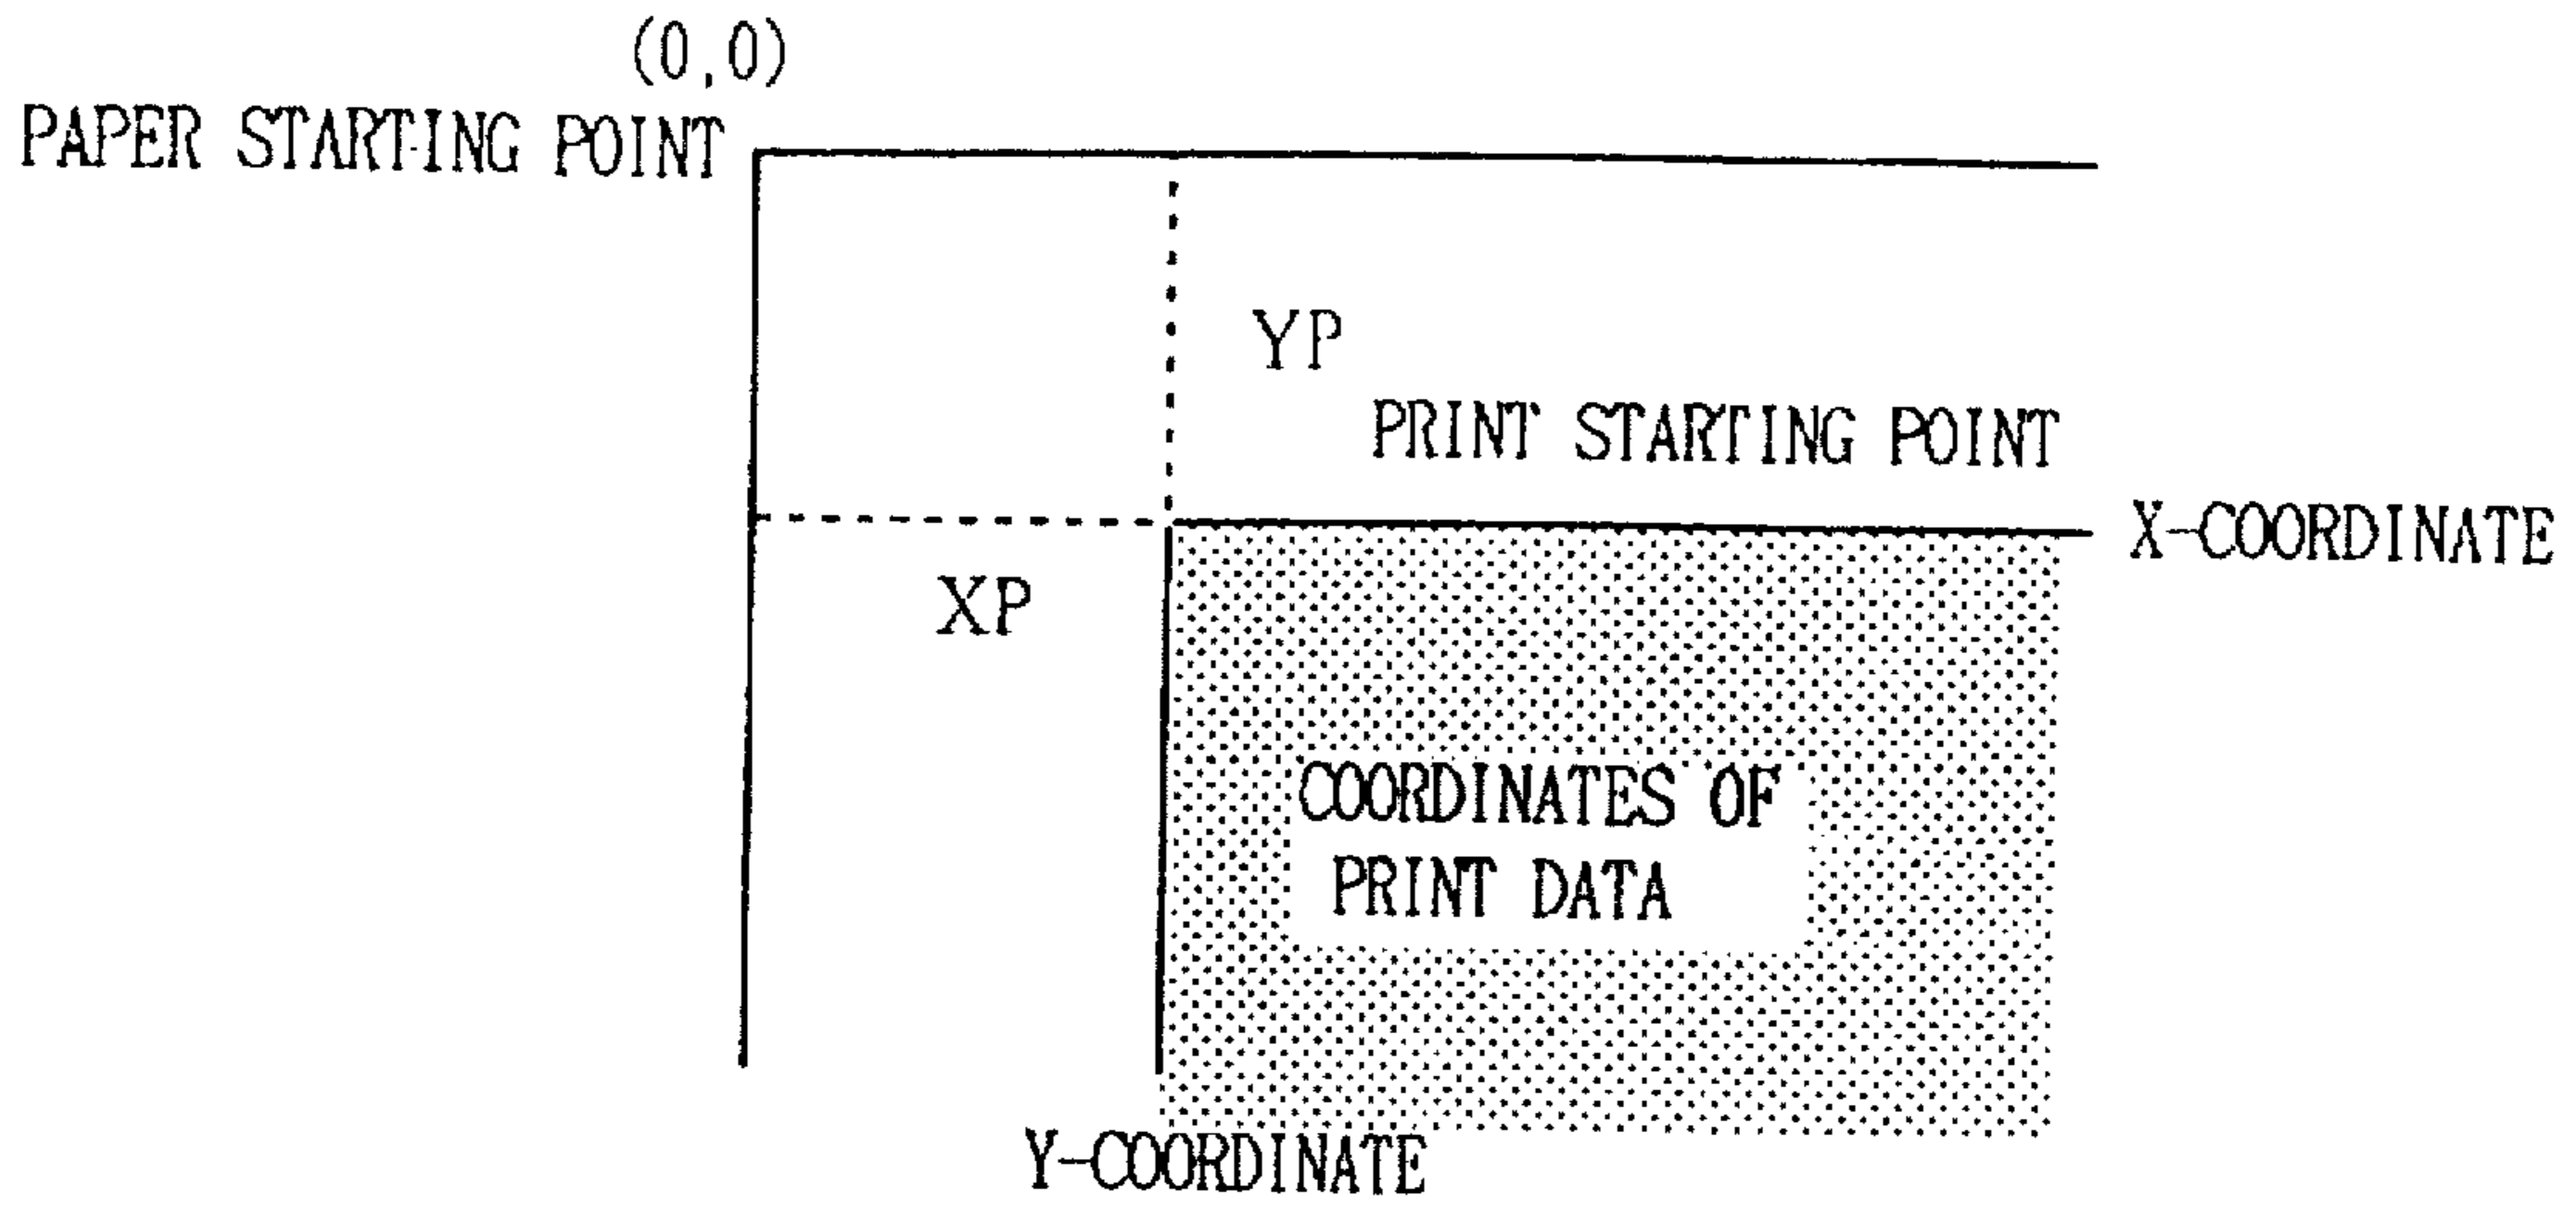 (0,0)
PAPER STARTING POINT
YP
PRINT STARTING POINT
X-COORDINATE
XP
COORDINATES OF
PRINT DATA
Y-COORDINATE